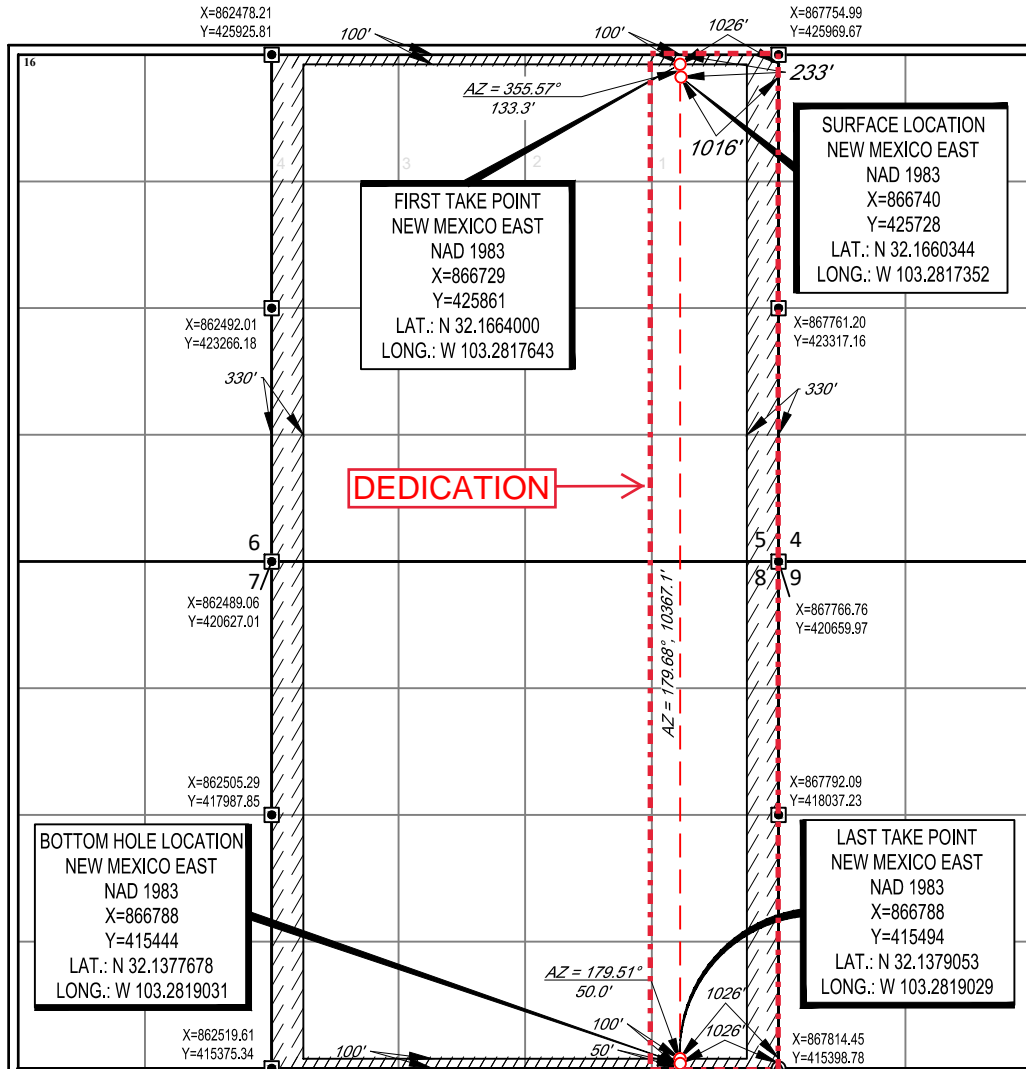 X=862478.21
Y=425925.81
100'
100'
1026'
X=867754.99
Y=425969.67
16
AZ = 355.57°
133.3'
233'
1016'
SURFACE LOCATION
NEW MEXICO EAST
NAD 1983
X=866740
Y=425728
LAT.: N 32.1660344
LONG.: W 103.2817352
4
3
2
1
FIRST TAKE POINT
NEW MEXICO EAST
NAD 1983
X=866729
Y=425861
LAT.: N 32.1664000
LONG.: W 103.2817643
X=862492.01
Y=423266.18
X=867761.20
Y=423317.16
330'
330'
DEDICATION
6
5 4
7
8 9
X=862489.06
Y=420627.01
X=867766.76
Y=420659.97
AZ = 179.68°, 10367.1'
X=862505.29
Y=417987.85
X=867792.09
Y=418037.23
BOTTOM HOLE LOCATION
NEW MEXICO EAST
NAD 1983
X=866788
Y=415444
LAT.: N 32.1377678
LONG.: W 103.2819031
LAST TAKE POINT
NEW MEXICO EAST
NAD 1983
X=866788
Y=415494
LAT.: N 32.1379053
LONG.: W 103.2819029
AZ = 179.51°
50.0'
1026'
100'
1026'
X=862519.61
Y=415375.34
100'
50'
X=867814.45
Y=415398.78